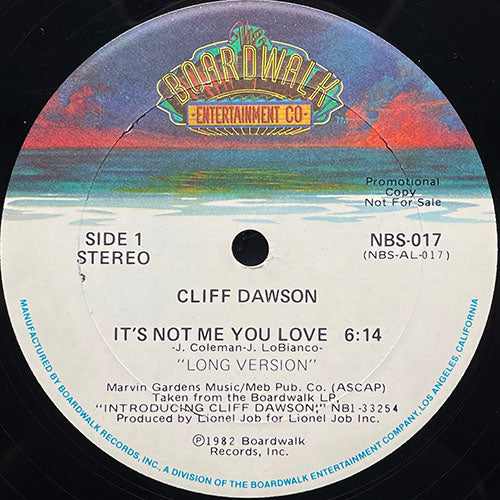 The
BOARDWALK
-ENTERTAINMENT CO-
TM
Promotional
Copy
Not For Sale
SIDE 1
STEREO
NBS-017
(NBS-AL-017)
CLIFF DAWSON
IT'S NOT ME YOU LOVE 6:14
-J. Coleman-J. LoBianco-
"LONG VERSION"
Marvin Gardens Music/Meb Pub. Co. (ASCAP)
Taken from the Boardwalk LP,
"INTRODUCING CLIFF DAWSON," NB1-33254
Produced by Lionel Job for Lionel Job Inc.
℗1982 Boardwalk
Records, Inc.
MANUFACTURED BY BOARDWALK RECORDS, INC., A DIVISION OF THE BOARDWALK ENTERTAINMENT COMPANY, LOS ANGELES, CALIFORNIA